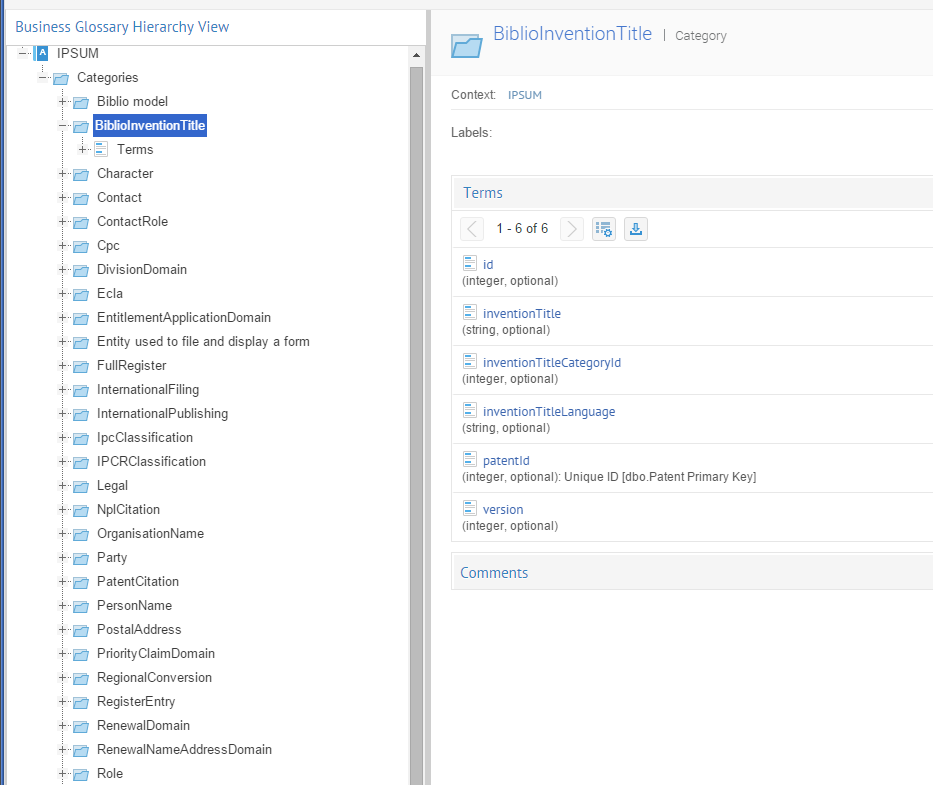 Business Glossary Hierarchy View
A IPSUM
Categories
Biblio model
BiblioInventionTitle
Terms
Character
Contact
ContactRole
Cpc
DivisionDomain
Ecla
EntitlementApplicationDomain
Entity used to file and display a form
FullRegister
InternationalFiling
InternationalPublishing
IpcClassification
IPCRClassification
Legal
NplCitation
OrganisationName
Party
PatentCitation
PersonName
PostalAddress
PriorityClaimDomain
RegionalConversion
RegisterEntry
RenewalDomain
RenewalNameAddressDomain
Role
BiblioInventionTitle | Category
Context: IPSUM
Labels:
Terms
1 - 6 of 6
id
(integer, optional)
inventionTitle
(string, optional)
inventionTitleCategoryId
(integer, optional)
inventionTitleLanguage
(string, optional)
patentId
(integer, optional): Unique ID [dbo.Patent Primary Key]
version
(integer, optional)
Comments